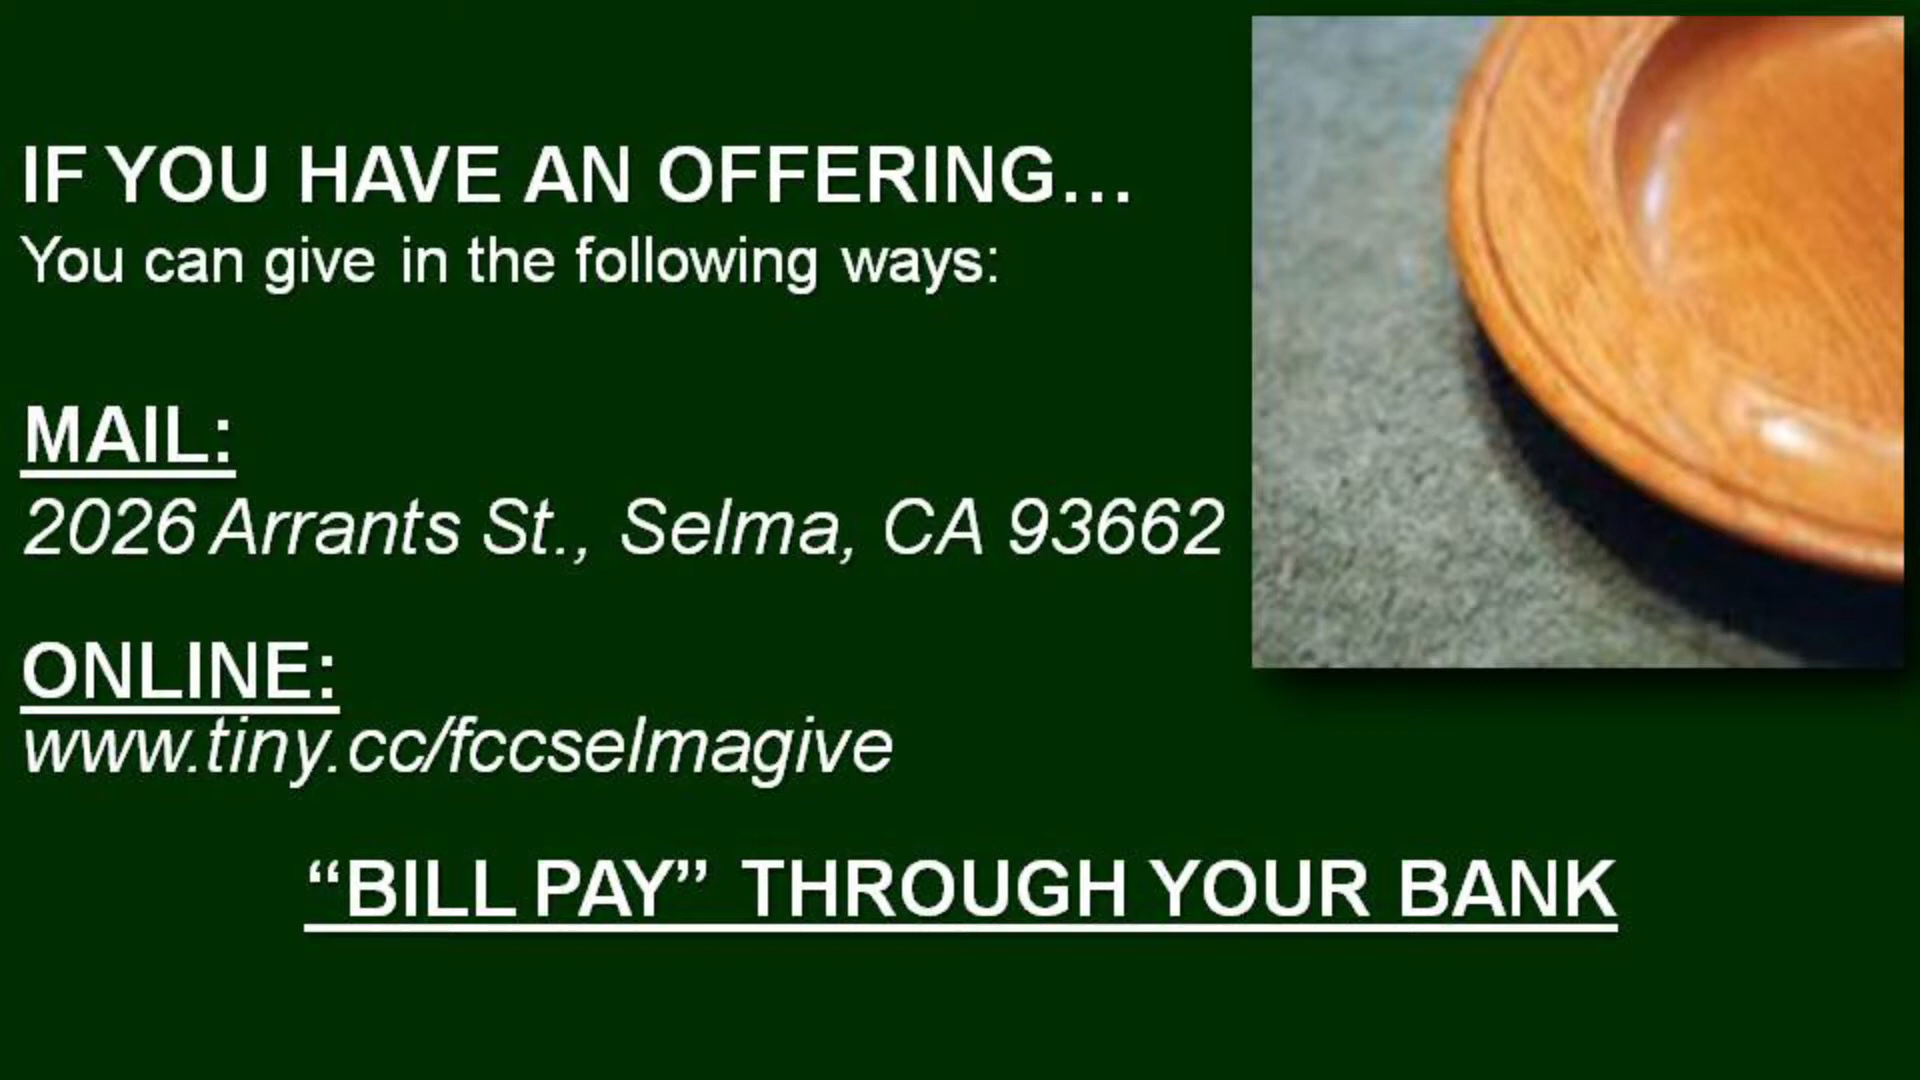 IF YOU HAVE AN OFFERING...
You can give in the following ways:
MAIL:
2026 Arrants St., Selma, CA 93662
ONLINE:
www.tiny.cc/fccselmagive
“BILL PAY” THROUGH YOUR BANK